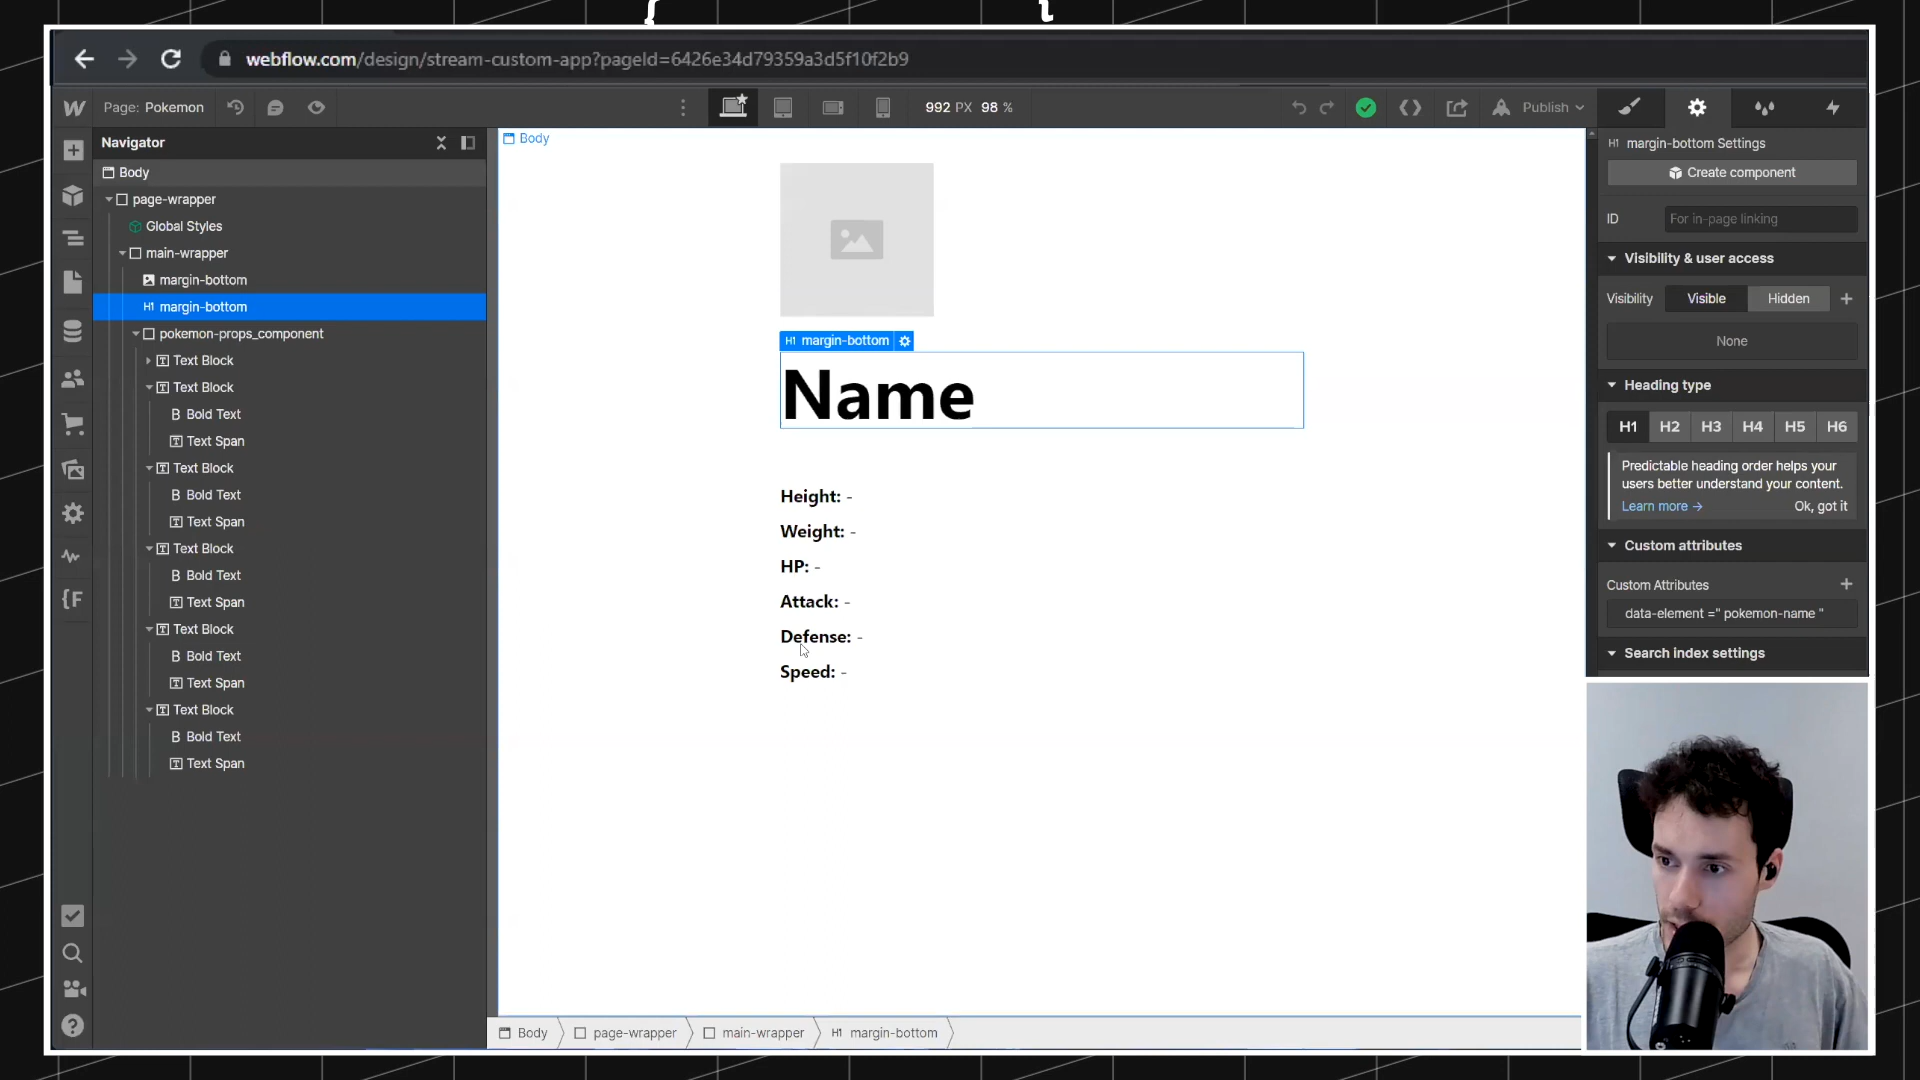 { {
webflow.com/design/stream-custom-app?pageId=6426e34d79359a3d5f10f2b9
Page: Pokemon
992 PX 98 %
Publish
Navigator
Body
page-wrapper
Global Styles
main-wrapper
margin-bottom
H1 margin-bottom
pokemon-props_component
Text Block
Text Block
B Bold Text
Text Span
Text Block
B Bold Text
Text Span
Text Block
B Bold Text
Text Span
Text Block
B Bold Text
Text Span
Text Block
B Bold Text
Text Span
{F
Body
H1 margin-bottom
Name
Height: -
Weight: -
HP: -
Attack: -
Defense: -
Speed: -
Body
page-wrapper
main-wrapper
H1 margin-bottom
H1 margin-bottom Settings
Create component
ID For in-page linking
Visibility & user access
Visibility Visible Hidden +
None
Heading type
H1 H2 H3 H4 H5 H6
Predictable heading order helps your
users better understand your content.
Learn more → Ok, got it
Custom attributes
Custom Attributes +
data-element =" pokemon-name "
Search index settings